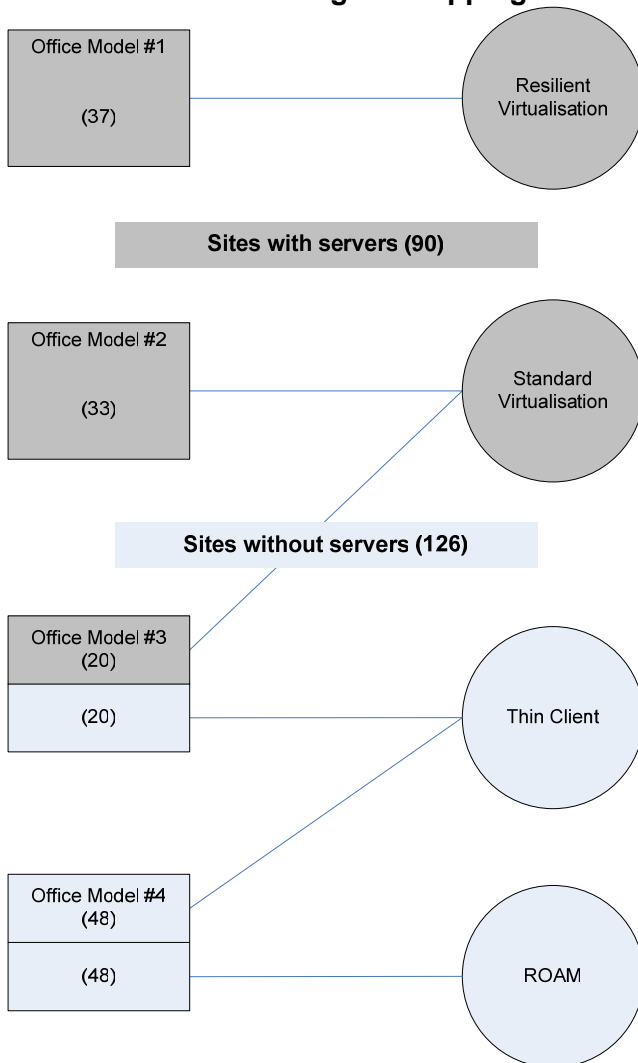 Office Model #1
(37)
Resilient
Virtualisation
Sites with servers (90)
Office Model #2
(33)
Standard
Virtualisation
Sites without servers (126)
Office Model #3
(20)
(20)
Thin Client
Office Model #4
(48)
(48)
ROAM